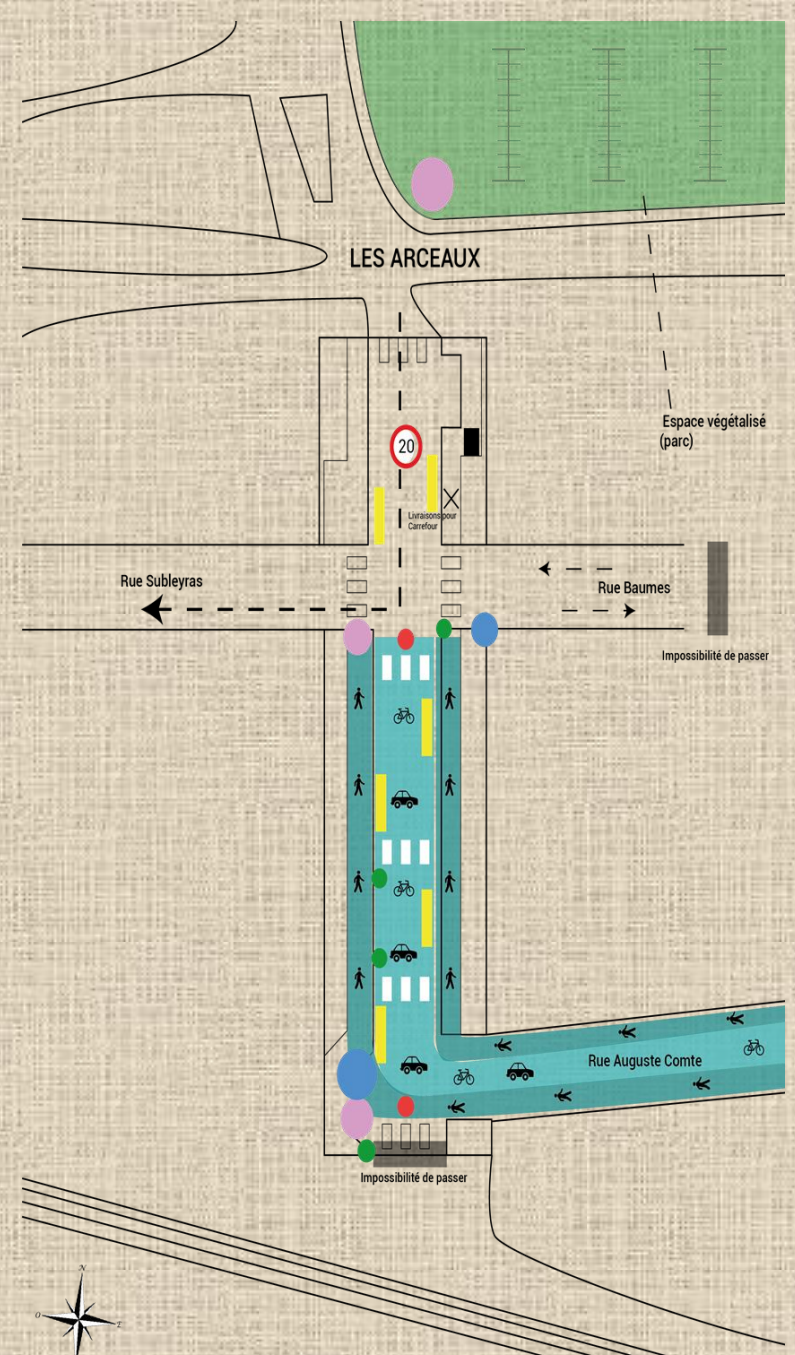 LES ARCEAUX
Espace végétalisé
(parc)
20
Livraisons pour
Carrefour
Rue Subleyras
Rue Baumes
Impossibilité de passer
Rue Auguste Comte
Impossibilité de passer
N
O
E